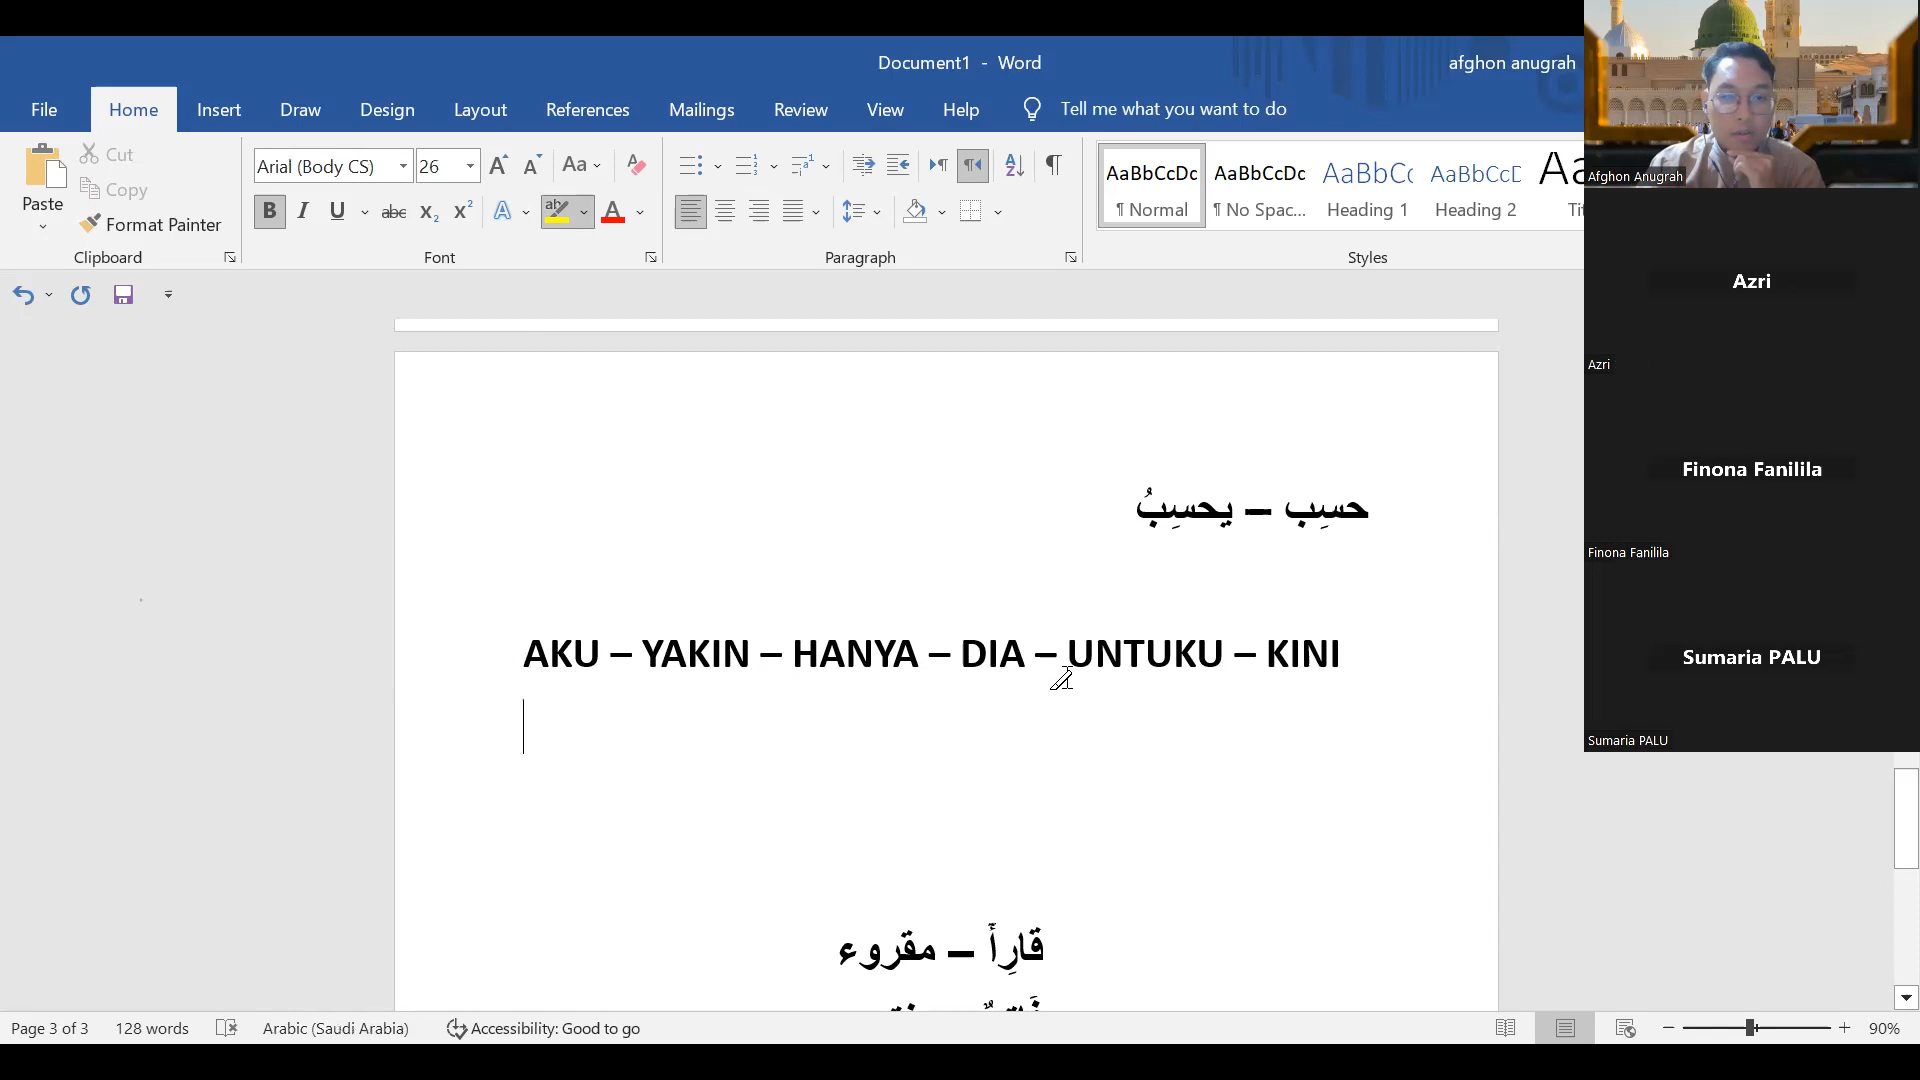 Document1 - Word
afghon anugrah
File Home Insert Draw Design Layout References Mailings Review View Help Tell me what you want to do
Paste
Cut
Copy
Format Painter
Clipboard
Arial (Body CS) 26
Font
Paragraph
AaBbCcDc ¶ Normal
AaBbCcDc ¶ No Spac...
AaBbCc Heading 1
AaBbCcD Heading 2
Styles
حسِب – يحسِبُ
AKU – YAKIN – HANYA – DIA – UNTUKU – KINI
قارِأ – مقروء
Page 3 of 3 128 words Arabic (Saudi Arabia) Accessibility: Good to go 90%
Afghon Anugrah
Azri
Azri
Finona Fanilila
Finona Fanilila
Sumaria PALU
Sumaria PALU